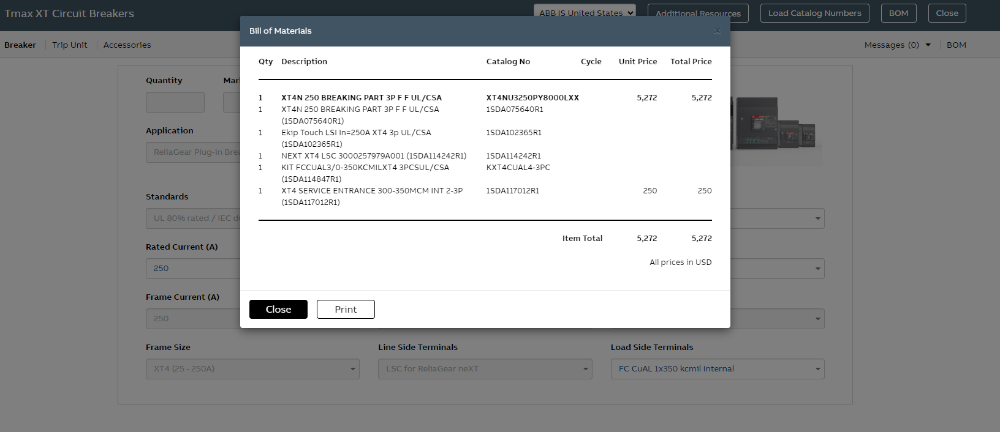 Tmax XT Circuit Breakers
ABB IS United States
Additional Resources
Load Catalog Numbers
BOM
Close
Breaker
Trip Unit
Accessories
Messages (0)
BOM
Bill of Materials
×
Qty Description Catalog No Cycle Unit Price Total Price
1 XT4N 250 BREAKING PART 3P F F UL/CSA XT4NU3250PY8000LXX 5,272 5,272
1 XT4N 250 BREAKING PART 3P F F UL/CSA 1SDA075640R1
(1SDA075640R1)
1 Ekip Touch LSI In=250A XT4 3p UL/CSA 1SDA102365R1
(1SDA102365R1)
1 NEXT XT4 LSC 3000257979A001 (1SDA114242R1) 1SDA114242R1
1 KIT FCCUAL3/0-350KCMILXT4 3PCSUL/CSA KXT4CUAL4-3PC
(1SDA114847R1)
1 XT4 SERVICE ENTRANCE 300-350MCM INT 2-3P 1SDA117012R1 250 250
(1SDA117012R1)
Item Total 5,272 5,272
All prices in USD
Close
Print
Quantity
Application
ReliaGear Plug-in
Standards
UL 80% rated / IEC
Rated Current (A)
250
Frame Current (A)
250
Frame Size
XT4 (25 - 250A)
Line Side Terminals
LSC for ReliaGear neXT
Load Side Terminals
FC CuAL 1x350 kcmil Internal